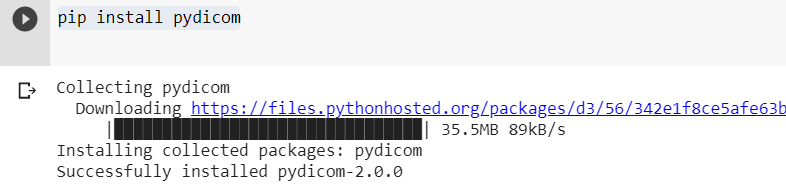 pip install pydicom
Collecting pydicom
Downloading https://files.pythonhosted.org/packages/d3/56/342e1f8ce5afe63b
35.5MB 89kB/s
Installing collected packages: pydicom
Successfully installed pydicom-2.0.0